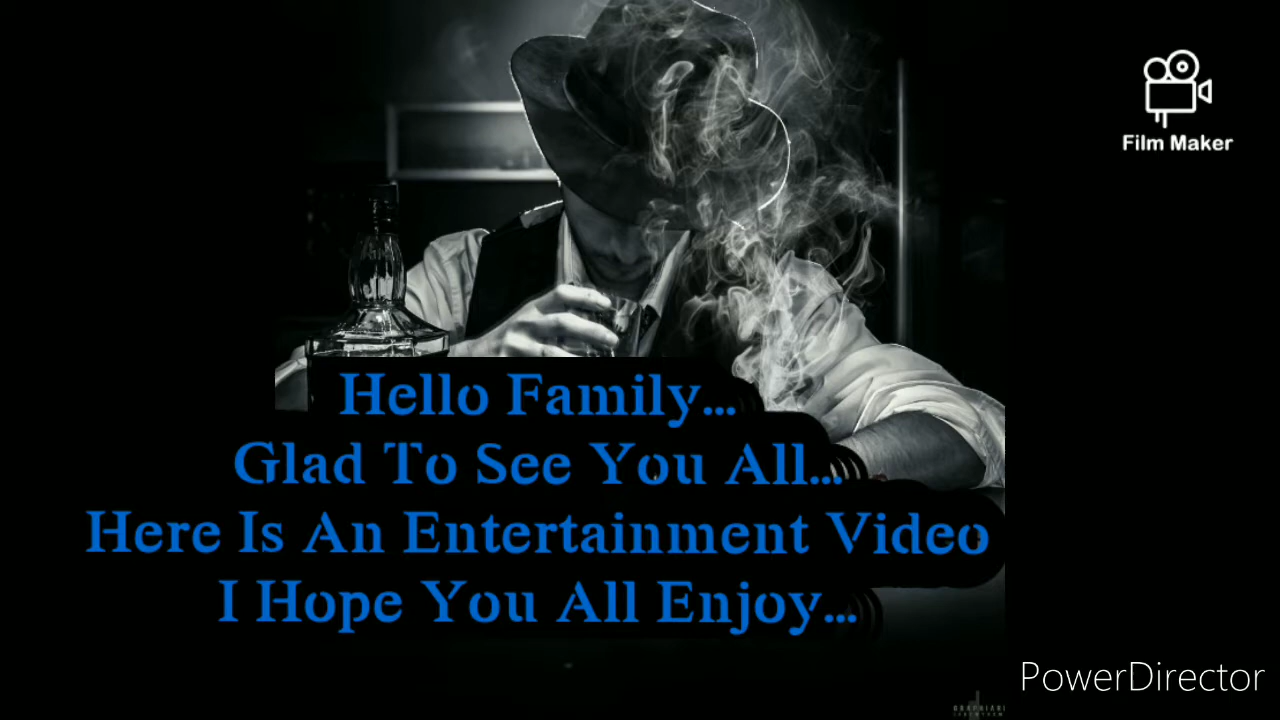 Film Maker
Hello Family...
Glad To See You All...
Here Is An Entertainment Video
I Hope You All Enjoy...
PowerDirector